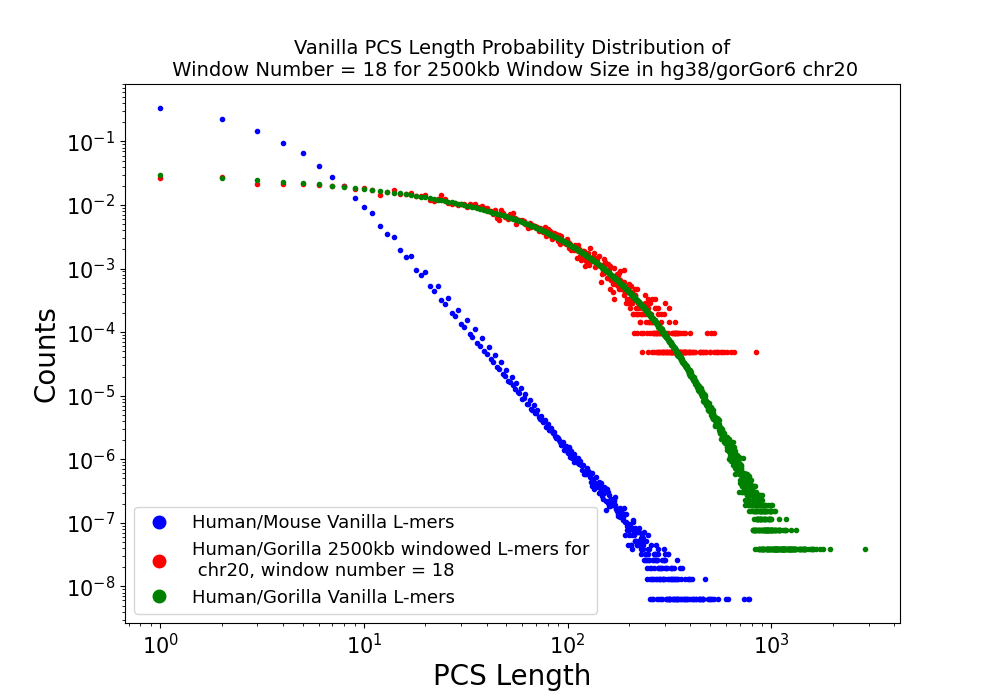 Vanilla PCS Length Probability Distribution of
Window Number = 18 for 2500kb Window Size in hg38/gorGor6 chr20
Counts
10⁻¹
10⁻²
10⁻³
10⁻⁴
10⁻⁵
10⁻⁶
10⁻⁷
10⁻⁸
Human/Mouse Vanilla L-mers
Human/Gorilla 2500kb windowed L-mers for
chr20, window number = 18
Human/Gorilla Vanilla L-mers
10⁰ 10¹ 10² 10³
PCS Length